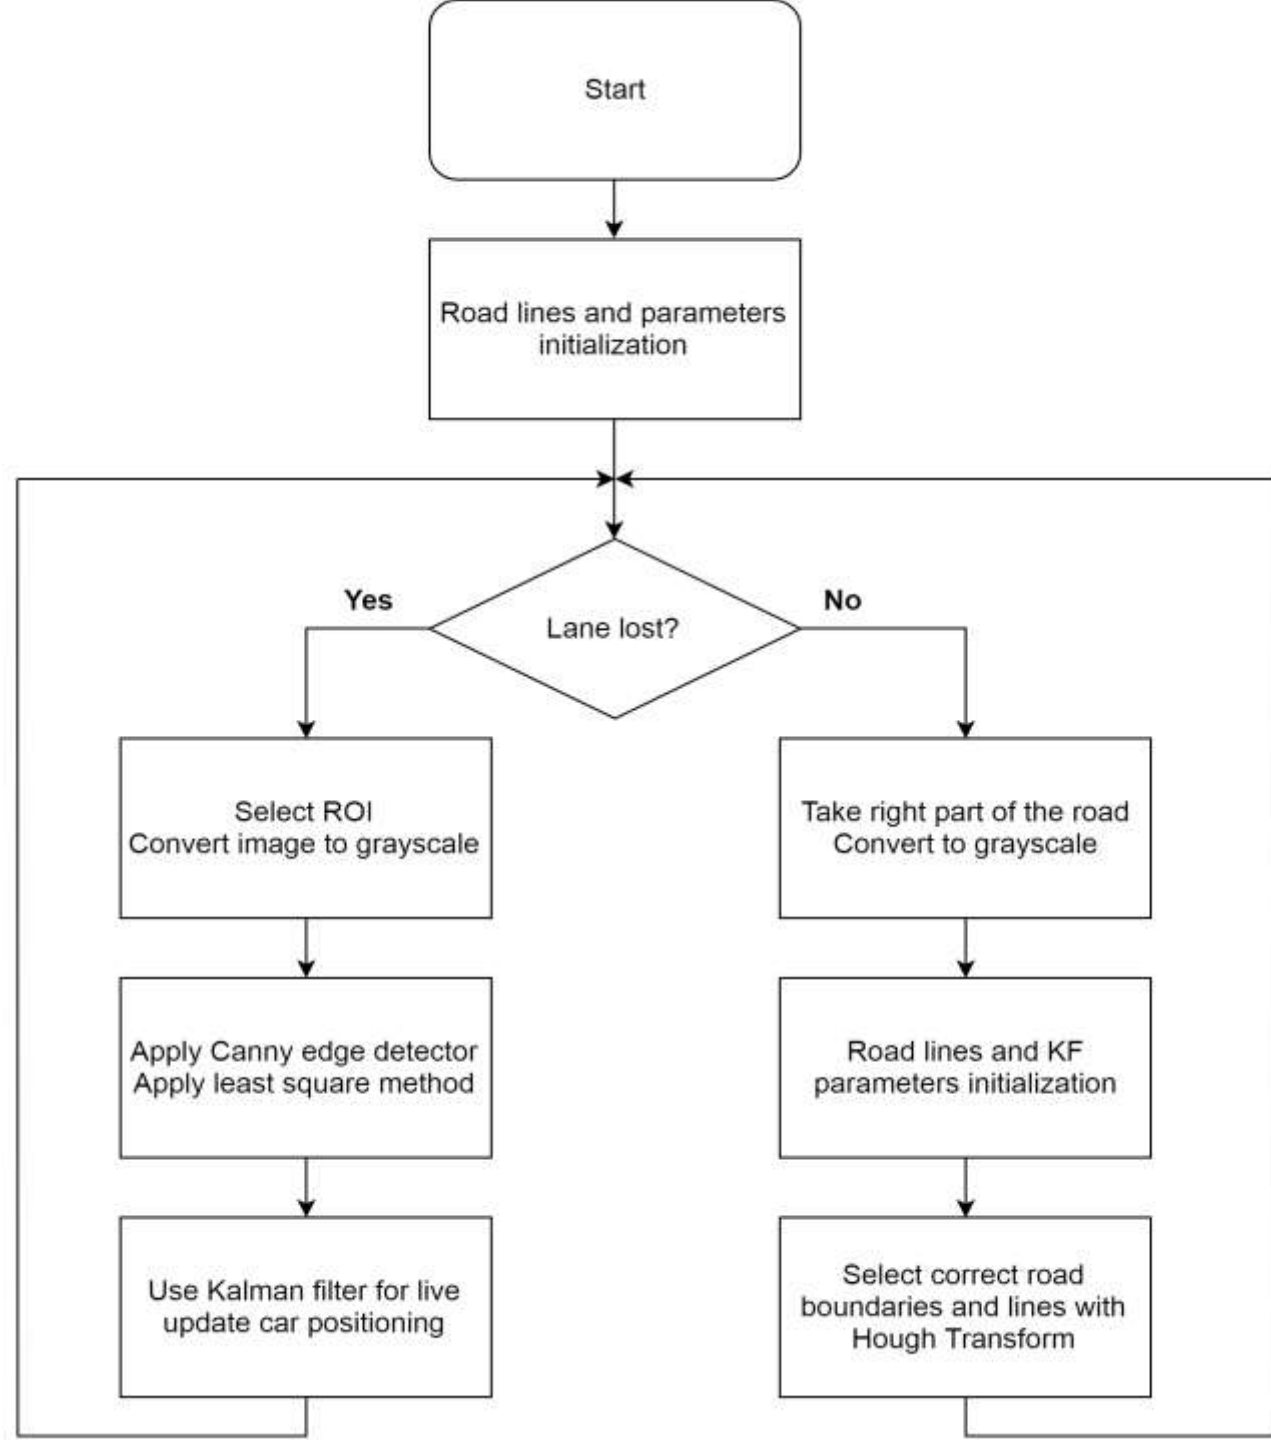 Start
Road lines and parameters
initialization
Yes
No
Lane lost?
Select ROI
Convert image to grayscale
Take right part of the road
Convert to grayscale
Apply Canny edge detector
Apply least square method
Road lines and KF
parameters initialization
Use Kalman filter for live
update car positioning
Select correct road
boundaries and lines with
Hough Transform